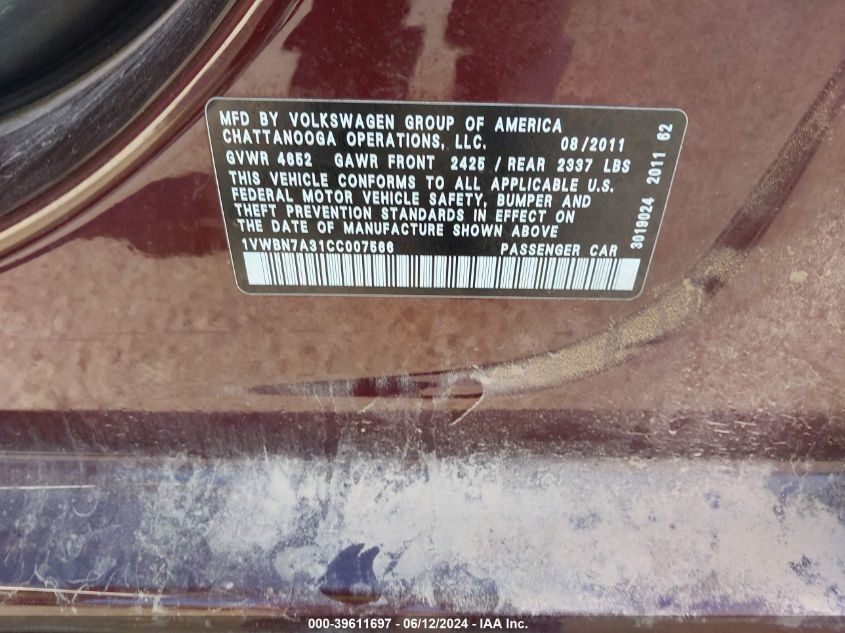 MFD BY VOLKSWAGEN GROUP OF AMERICA
CHATTANOOGA OPERATIONS, LLC. 08/2011
GVWR 4652 GAWR FRONT 2425 / REAR 2337 LBS
THIS VEHICLE CONFORMS TO ALL APPLICABLE U.S.
FEDERAL MOTOR VEHICLE SAFETY, BUMPER AND
THEFT PREVENTION STANDARDS IN EFFECT ON
THE DATE OF MANUFACTURE SHOWN ABOVE
1VWBN7A31CC007566 PASSENGER CAR
3019024 2011 62
000-39611697 - 06/12/2024 - IAA Inc.